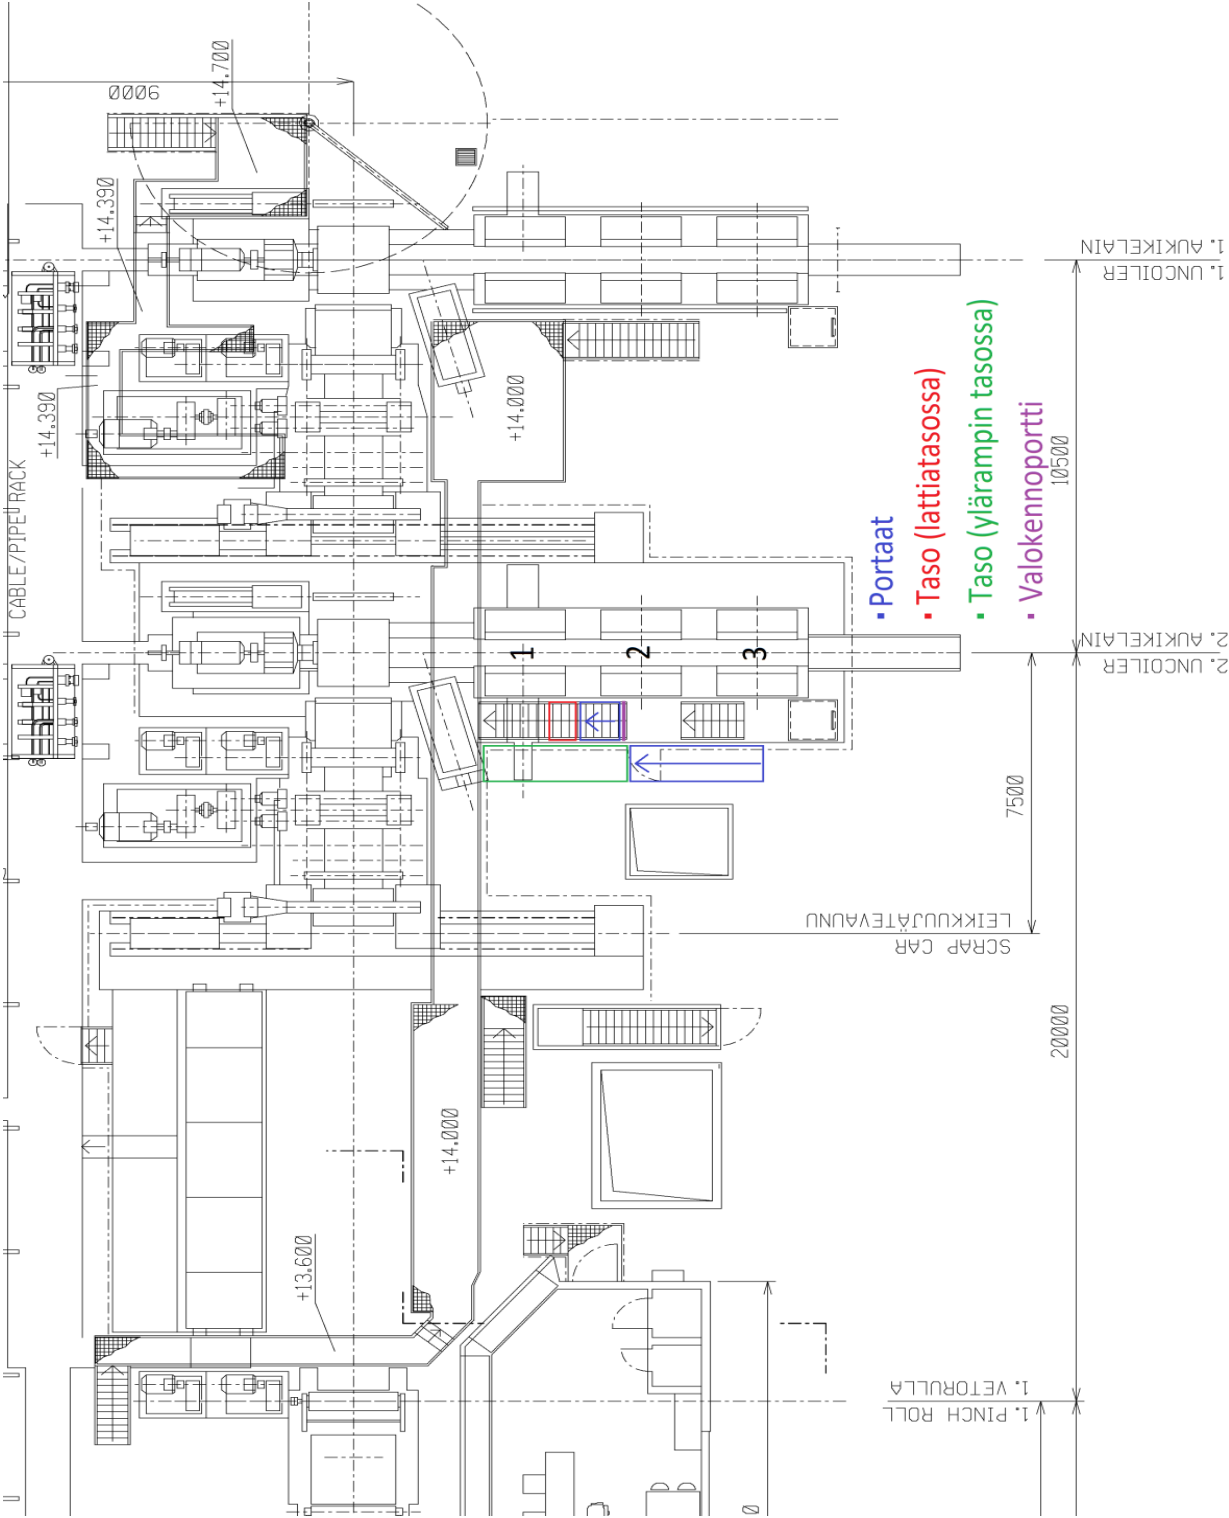 9000
+14.700
+14.390
+14.390
CABLE/PIPE RACK
+14.000
1. AUKIKELAIN
1. UNCOILER
10500
▪ Portaat
▪ Taso (lattiatasossa)
▪ Taso (ylärampin tasossa)
▪ Valokennoportti
1
2
3
2. AUKIKELAIN
2. UNCOILER
7500
LEIKKUUJÄTEVAUNU
SCRAP CAR
20000
+14.000
+13.600
1. VETORULLA
1. PINCH ROLL
0